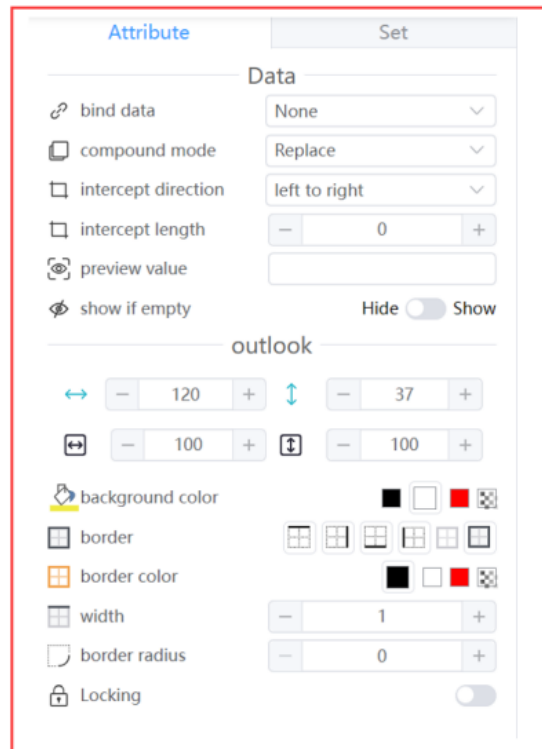 Attribute Set
Data
bind data None
compound mode Replace
intercept direction left to right
intercept length − 0 +
preview value
show if empty Hide Show
outlook
− 120 + − 37 +
− 100 + − 100 +
background color
border
border color
width − 1 +
border radius − 0 +
Locking